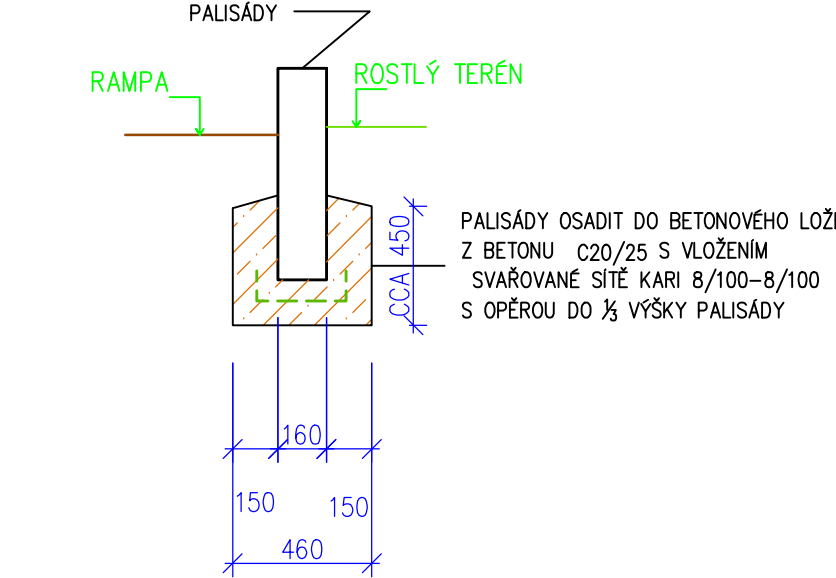 PALISÁDY
RAMPA
ROSTLÝ TERÉN
CCA 450
PALISÁDY OSADIT DO BETONOVÉHO LOŽ
Z BETONU C20/25 S VLOŽENÍM
SVAŘOVANÉ SÍTĚ KARI 8/100-8/100
S OPĚROU DO ⅓ VÝŠKY PALISÁDY
160
150
150
460